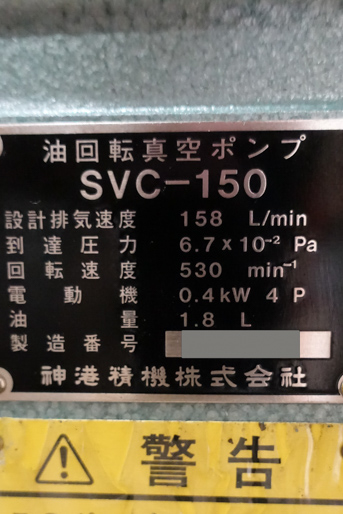 油回転真空ポンプ
SVC-150
設計排気速度 158 L/min
到達圧力 6.7×10⁻² Pa
回転速度 530 min⁻¹
電動機 0.4kW 4 P
油量 1.8 L
製造番号
神港精機株式会社
警告